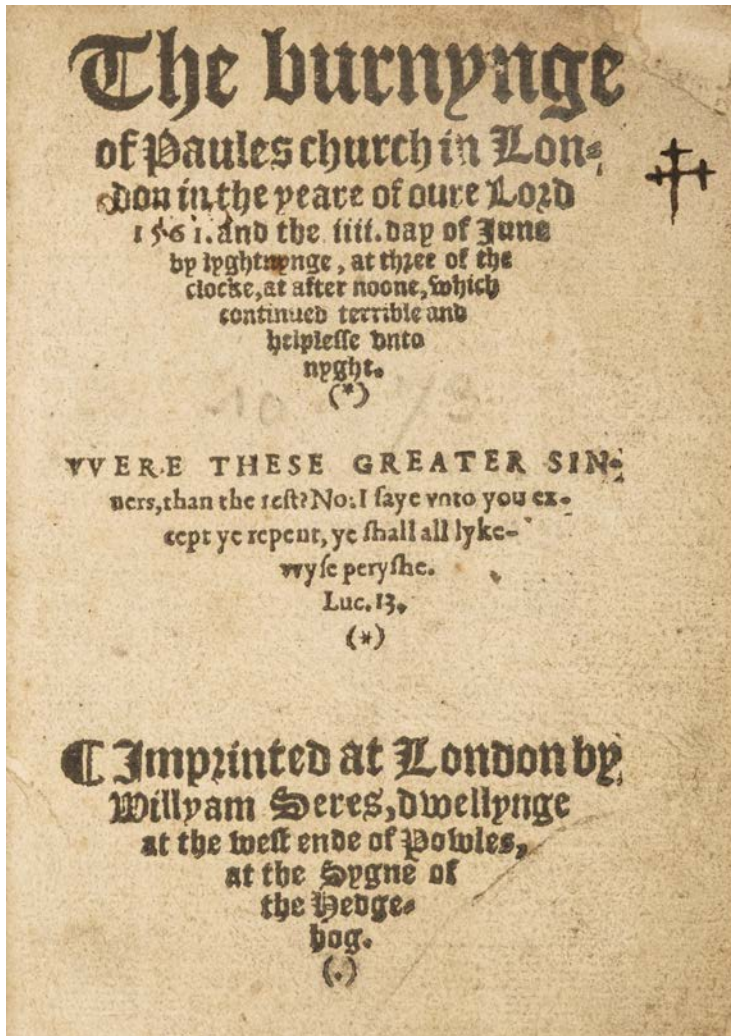 The burnynge
of Paules church in Lon-
don in the yeare of oure Lord
1561. and the iiii. day of June
by lyghtnynge, at three of the
clocke, at after noone, which
continued terrible and
helplesse vnto
nyght.
(*)
VVERE THESE GREATER SIN-
ners, than the rest? No: I saye vnto you ex-
cept ye repent, ye shall all lyke-
wyse peryshe.
Luc. 13.
(*)
¶ Imprinted at London by
Willyam Seres, dwellynge
at the west ende of Powles,
at the Sygne of
the Hedge-
hog.
(.)